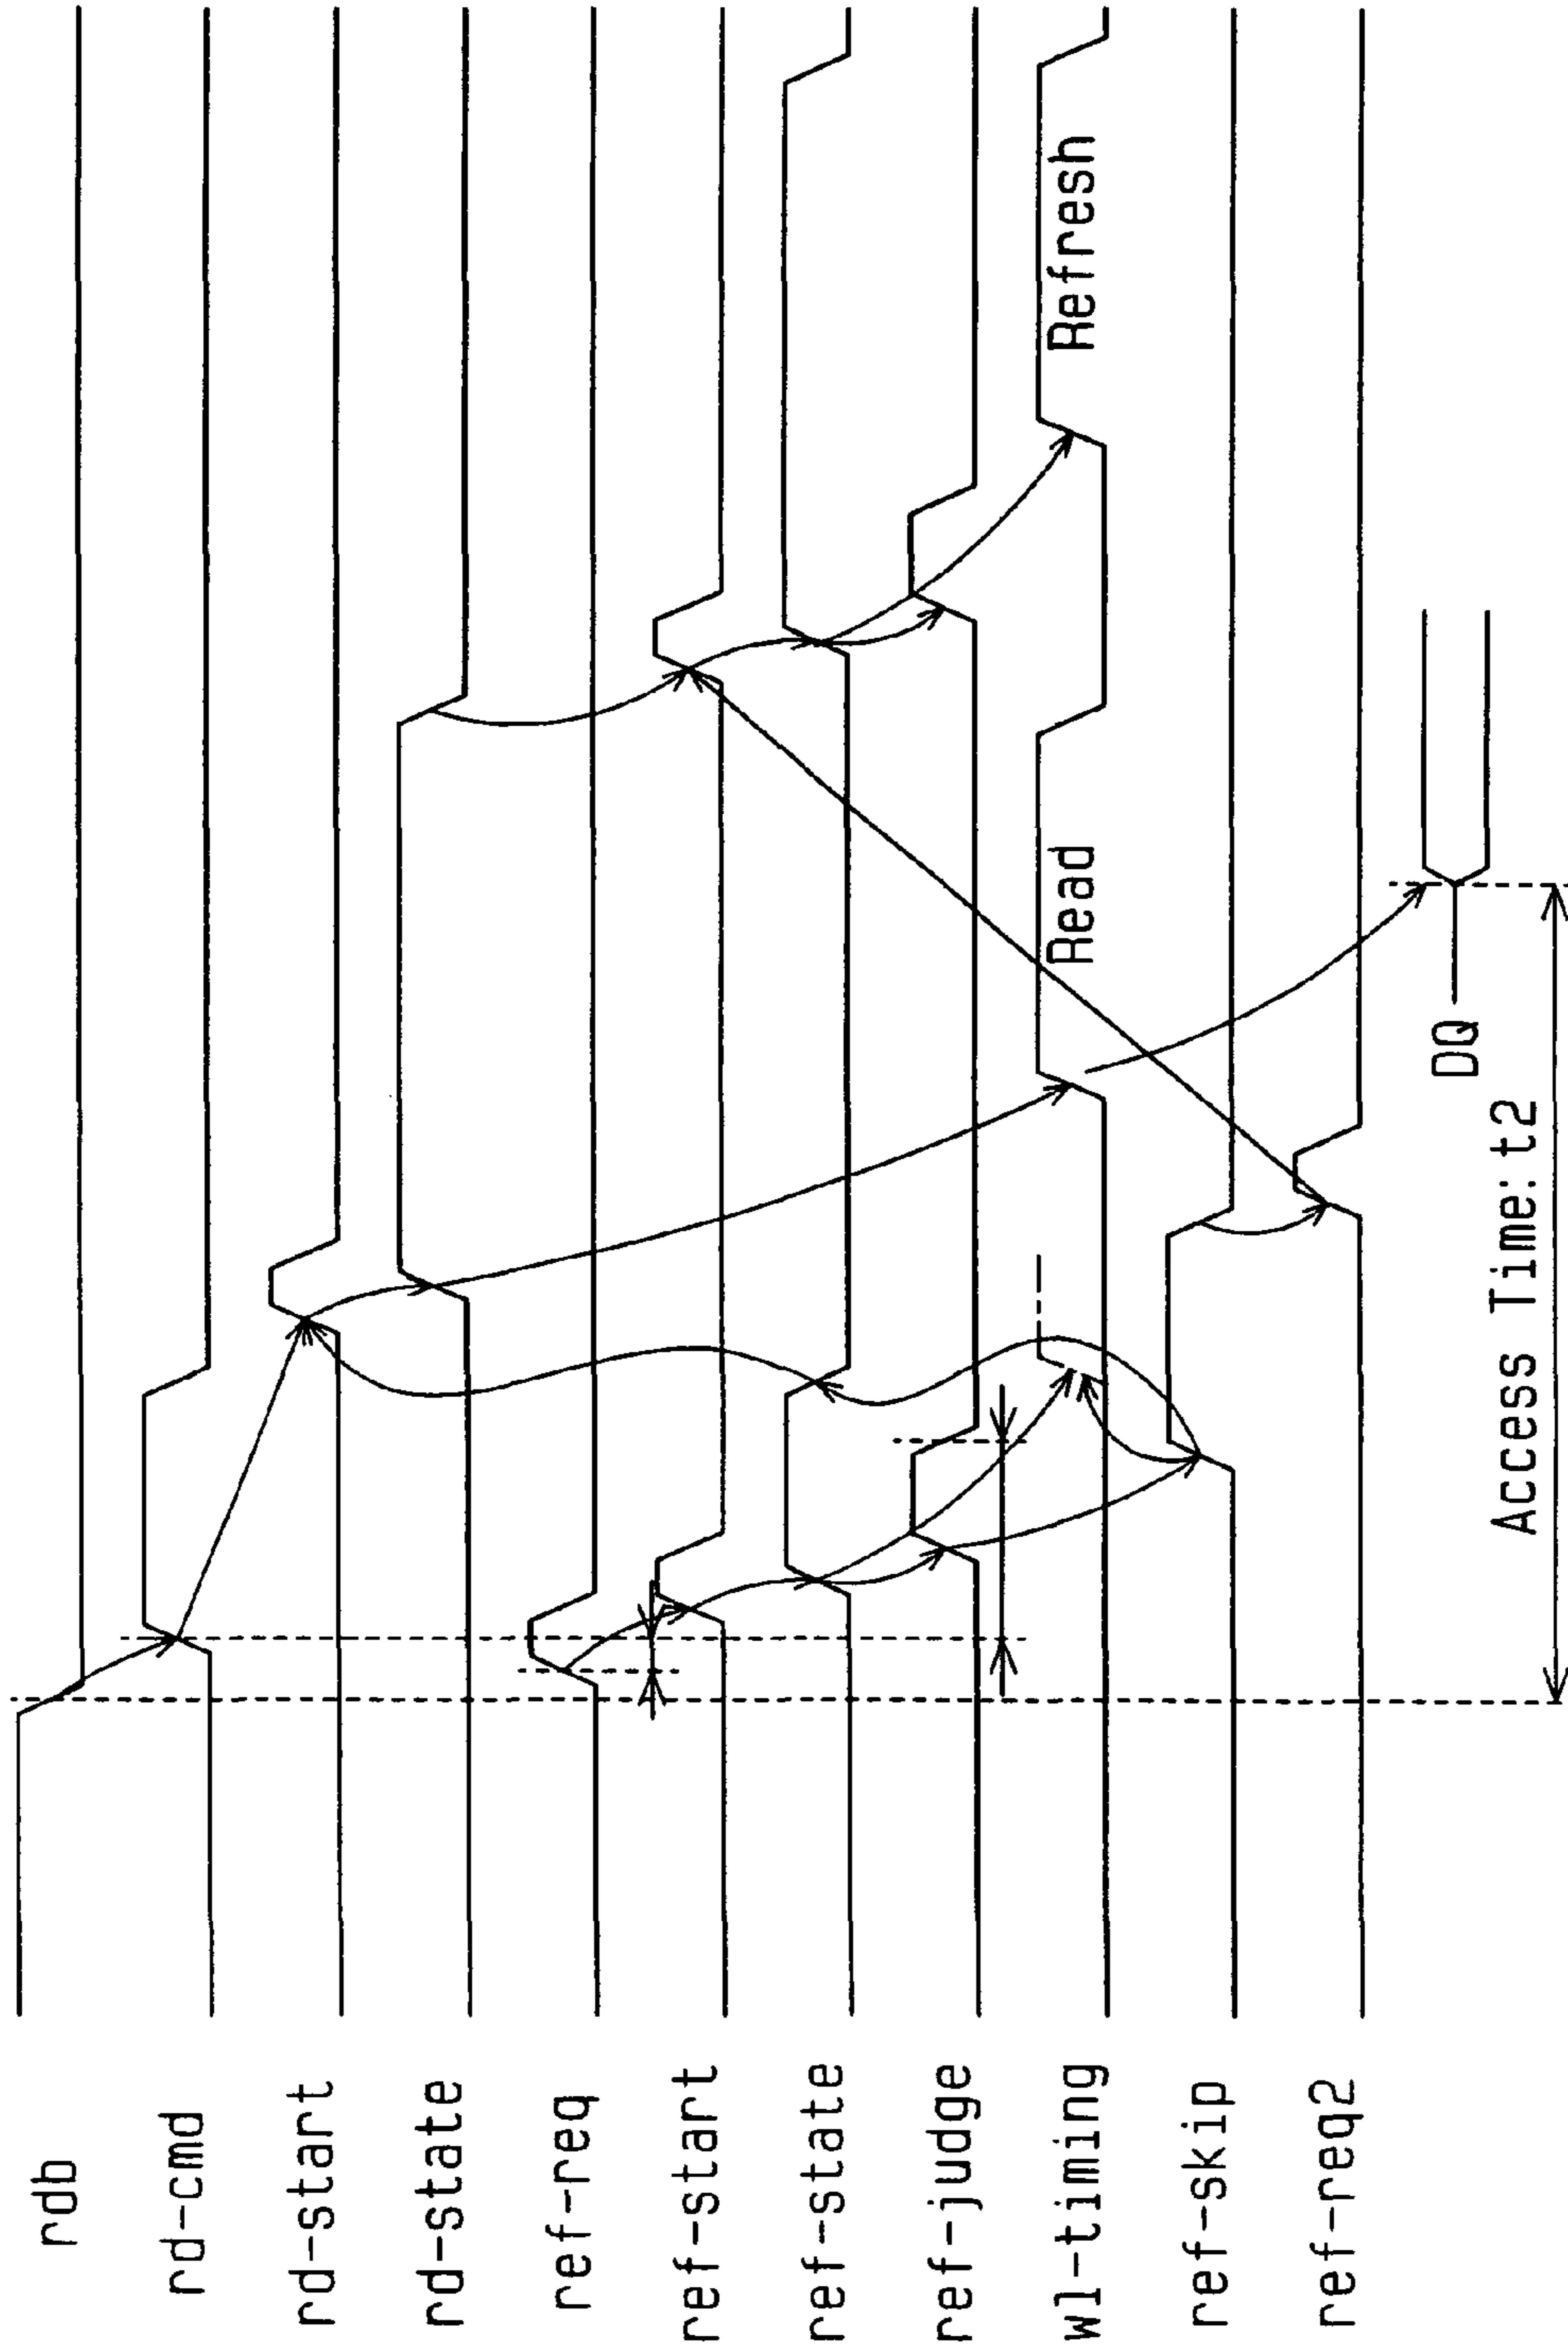 rdb
rd-cmd
rd-start
rd-state
ref-req
ref-start
ref-state
ref-judge
wl-timing
Read
Refresh
ref-skip
ref-req2
DQ
Access Time: t2